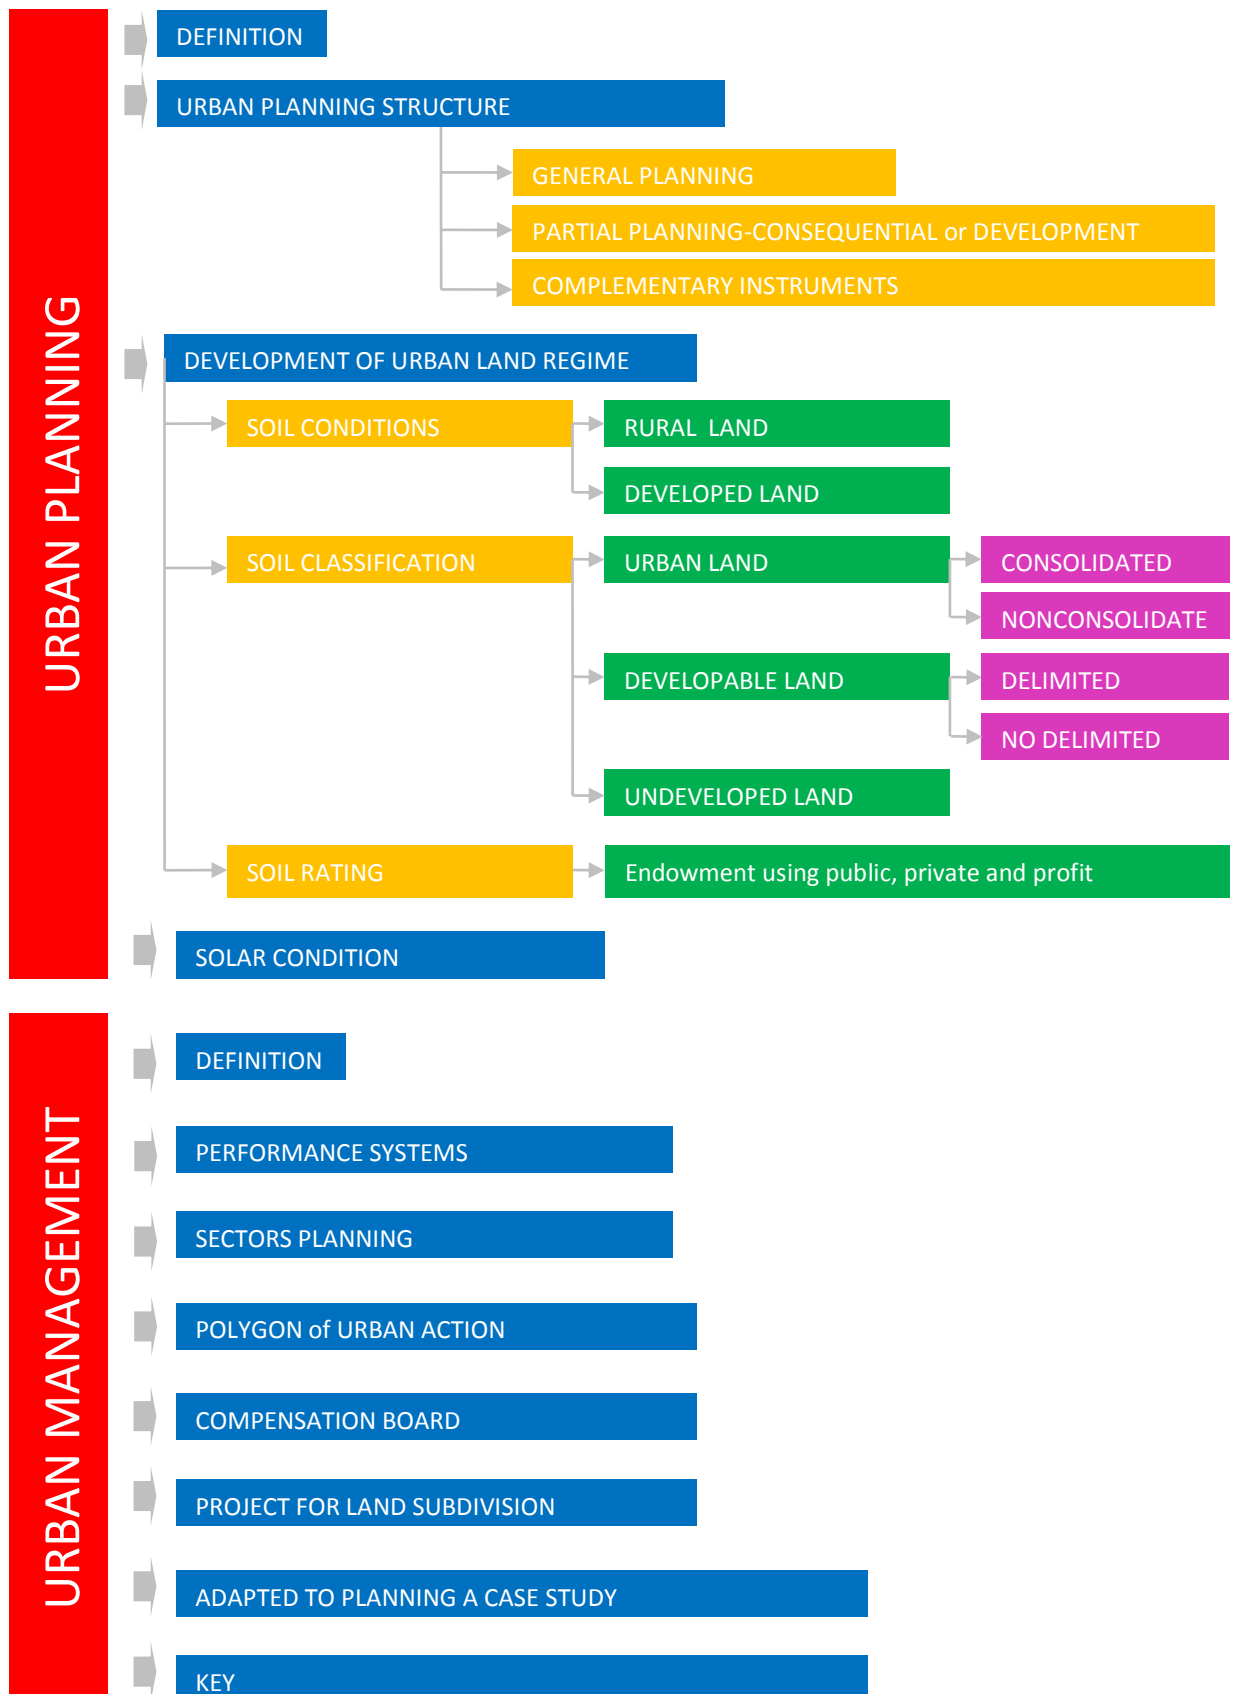 URBAN PLANNING
DEFINITION
URBAN PLANNING STRUCTURE
GENERAL PLANNING
PARTIAL PLANNING-CONSEQUENTIAL or DEVELOPMENT
COMPLEMENTARY INSTRUMENTS
DEVELOPMENT OF URBAN LAND REGIME
SOIL CONDITIONS
RURAL LAND
DEVELOPED LAND
SOIL CLASSIFICATION
URBAN LAND
CONSOLIDATED
NONCONSOLIDATE
DEVELOPABLE LAND
DELIMITED
NO DELIMITED
UNDEVELOPED LAND
SOIL RATING
Endowment using public, private and profit
SOLAR CONDITION
URBAN MANAGEMENT
DEFINITION
PERFORMANCE SYSTEMS
SECTORS PLANNING
POLYGON of URBAN ACTION
COMPENSATION BOARD
PROJECT FOR LAND SUBDIVISION
ADAPTED TO PLANNING A CASE STUDY
KEY